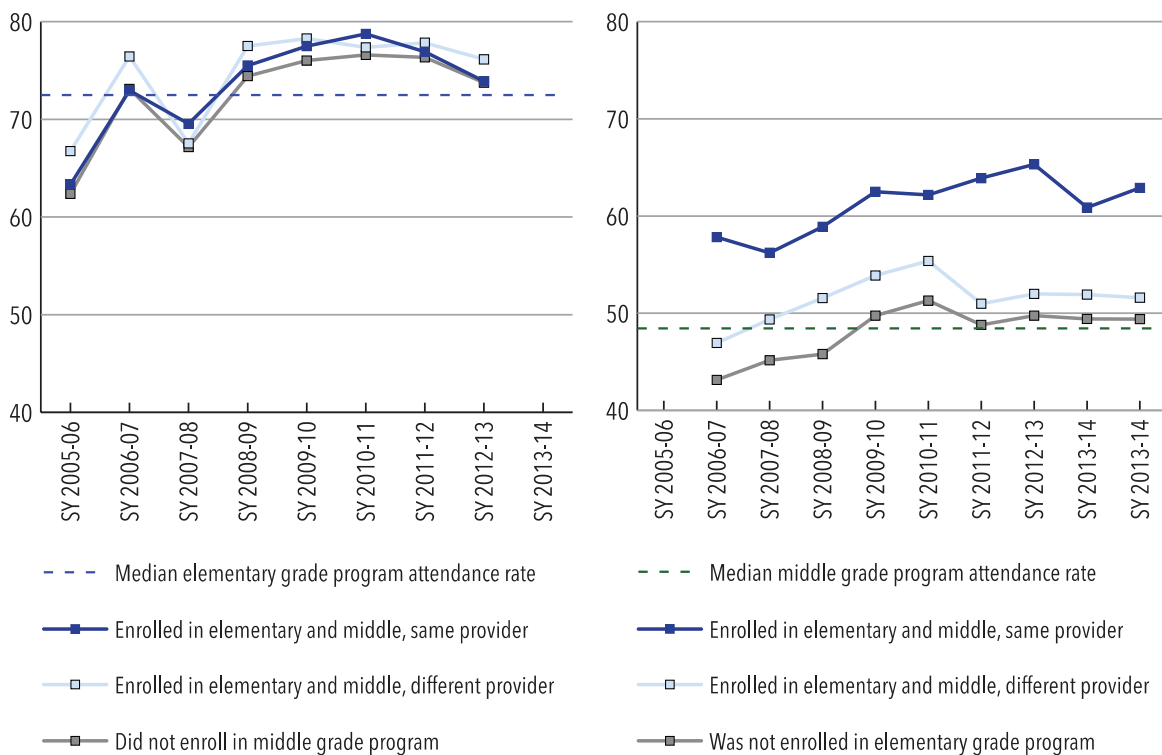 80
70
60
50
40
SY 2005-06
SY 2006-07
SY 2007-08
SY 2008-09
SY 2009-10
SY 2010-11
SY 2011-12
SY 2012-13
SY 2013-14
Median elementary grade program attendance rate
Enrolled in elementary and middle, same provider
Enrolled in elementary and middle, different provider
Did not enroll in middle grade program
80
70
60
50
40
SY 2005-06
SY 2006-07
SY 2007-08
SY 2008-09
SY 2009-10
SY 2010-11
SY 2011-12
SY 2012-13
SY 2013-14
SY 2013-14
Median middle grade program attendance rate
Enrolled in elementary and middle, same provider
Enrolled in elementary and middle, different provider
Was not enrolled in elementary grade program